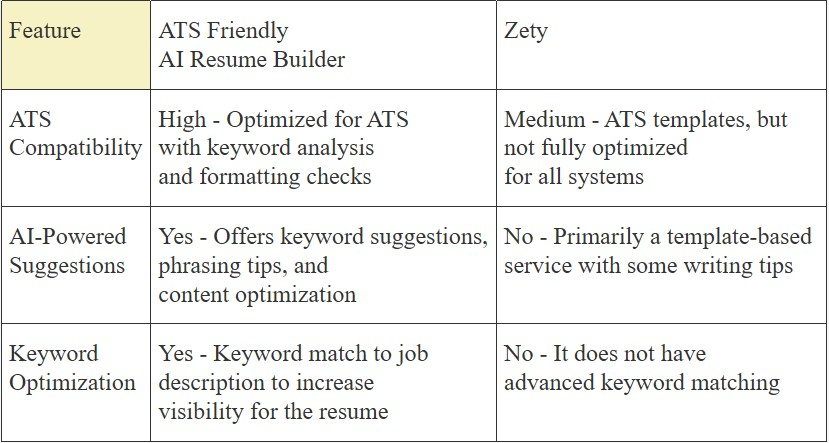 Feature
ATS Friendly
AI Resume Builder
Zety
ATS
Compatibility
High - Optimized for ATS
with keyword analysis
and formatting checks
Medium - ATS templates, but
not fully optimized
for all systems
AI-Powered
Suggestions
Yes - Offers keyword suggestions,
phrasing tips, and
content optimization
No - Primarily a template-based
service with some writing tips
Keyword
Optimization
Yes - Keyword match to job
description to increase
visibility for the resume
No - It does not have
advanced keyword matching